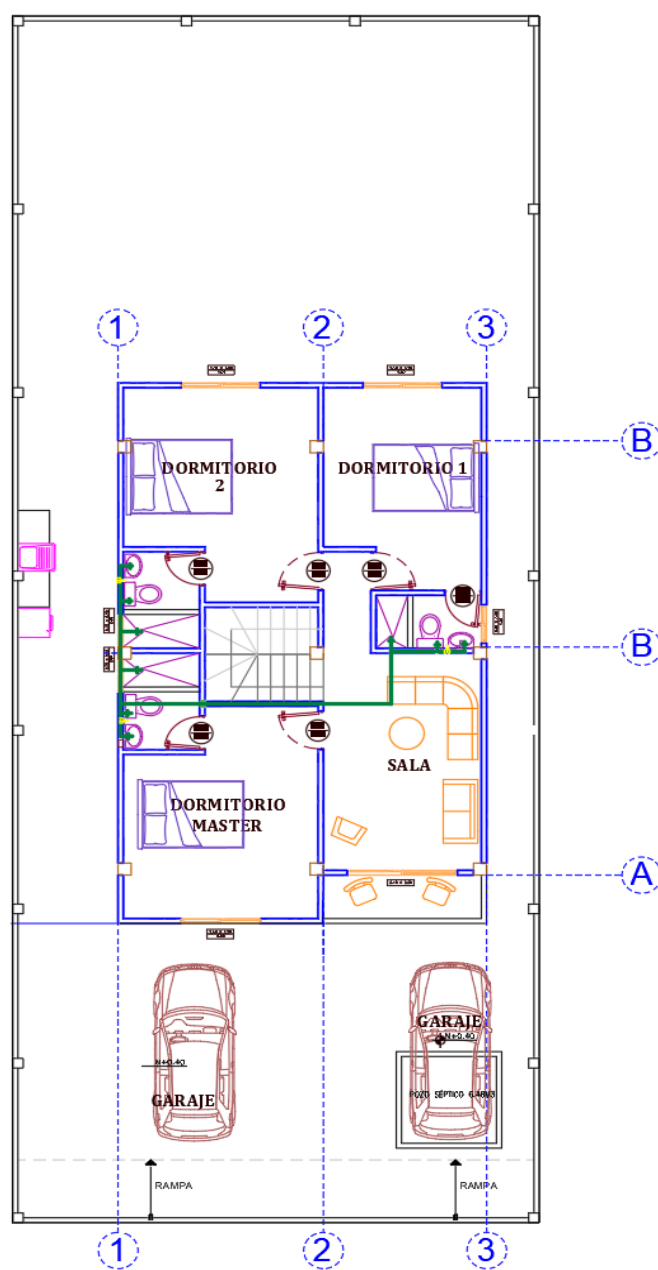 1
2
3
B
DORMITORIO
2
DORMITORIO 1
B
SALA
DORMITORIO
MASTER
A
GARAJE
N+0.40
N+0.40
GARAJE
POZO SÉPTICO 6.48M3
RAMPA
RAMPA
1
2
3